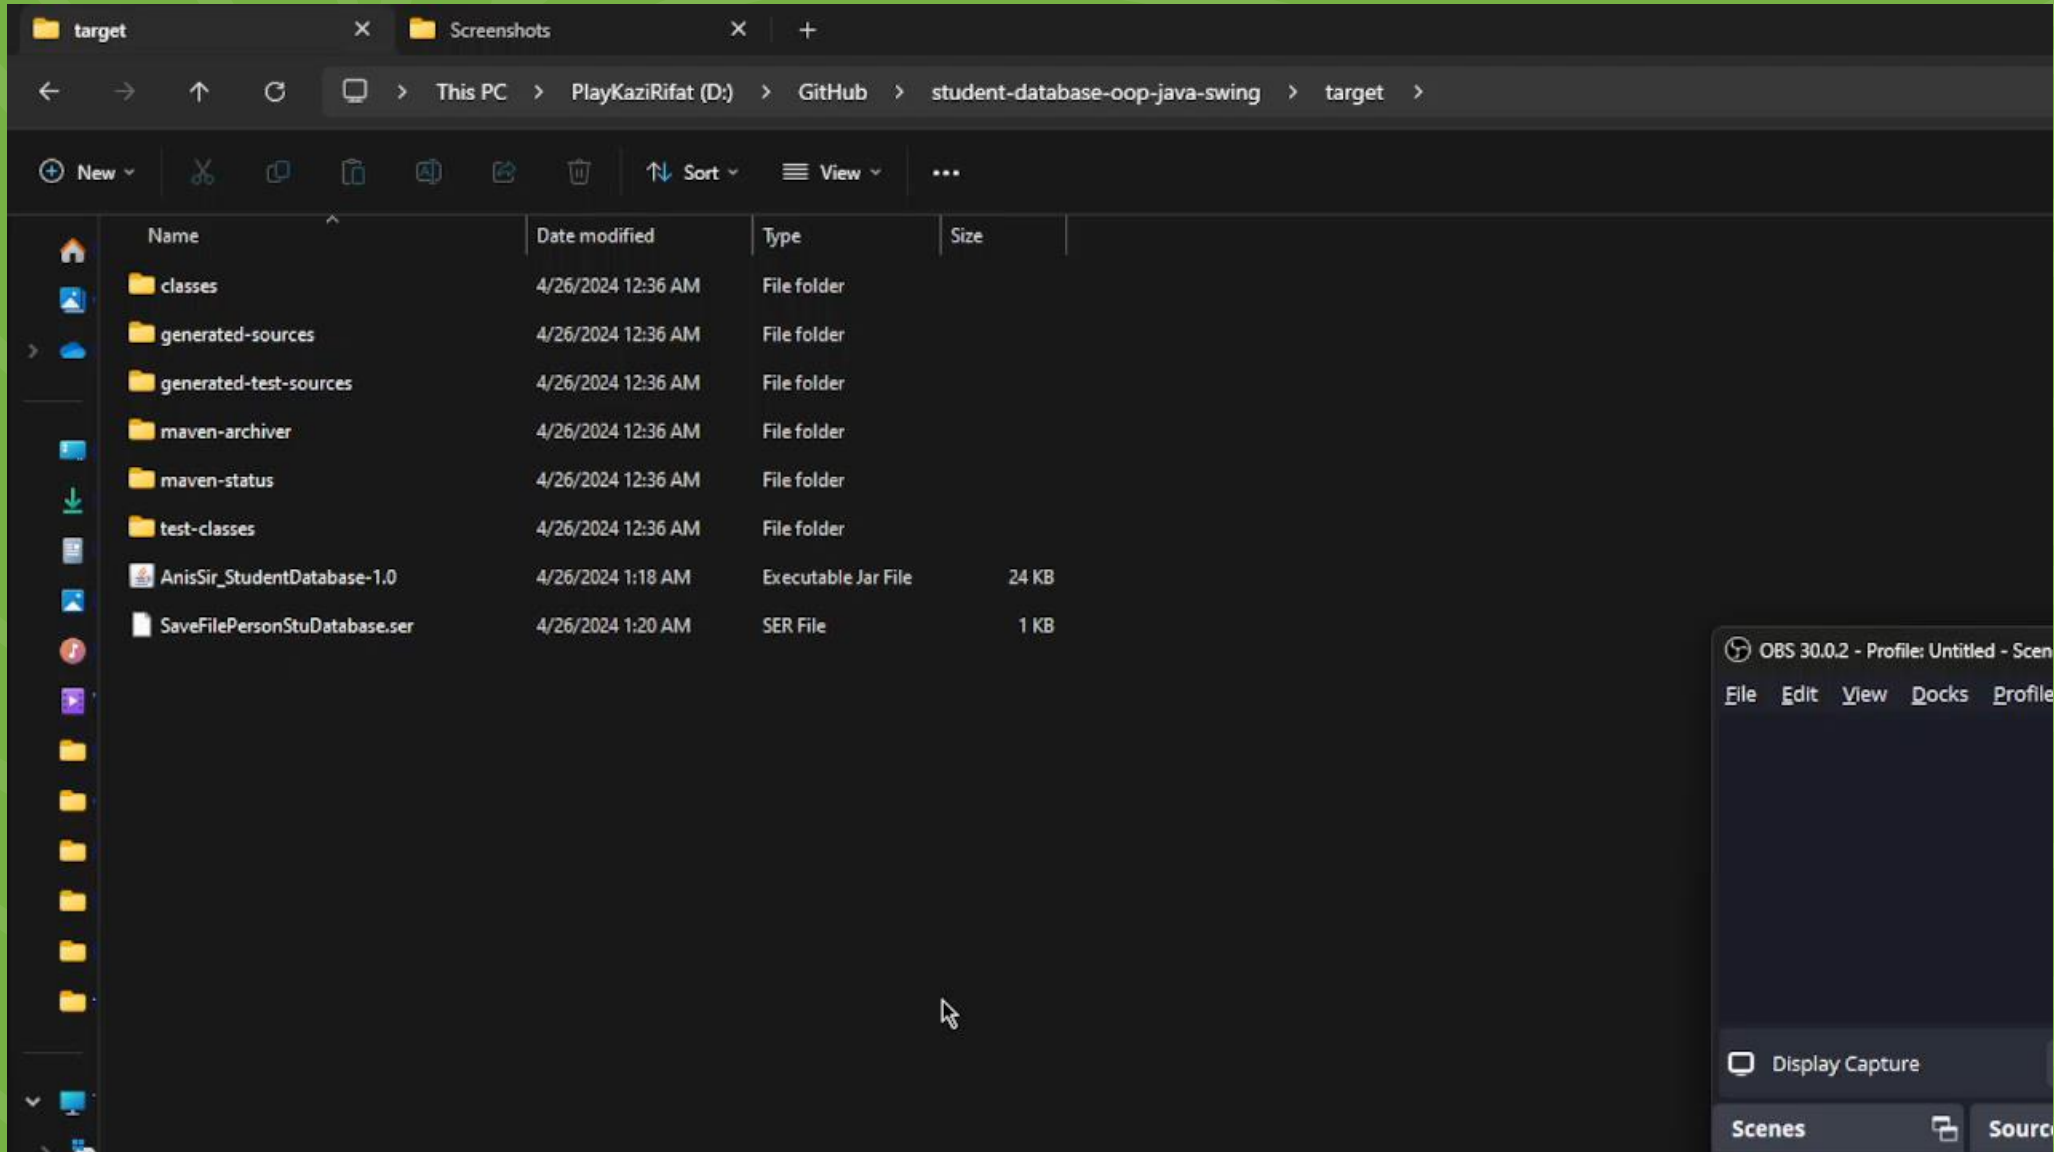 target
Screenshots
This PC > PlayKaziRifat (D:) > GitHub > student-database-oop-java-swing > target >
New Sort View ...
Name Date modified Type Size
classes 4/26/2024 12:36 AM File folder
generated-sources 4/26/2024 12:36 AM File folder
generated-test-sources 4/26/2024 12:36 AM File folder
maven-archiver 4/26/2024 12:36 AM File folder
maven-status 4/26/2024 12:36 AM File folder
test-classes 4/26/2024 12:36 AM File folder
AnisSir_StudentDatabase-1.0 4/26/2024 1:18 AM Executable Jar File 24 KB
SaveFilePersonStuDatabase.ser 4/26/2024 1:20 AM SER File 1 KB
OBS 30.0.2 - Profile: Untitled - Scen
File Edit View Docks Profile
Display Capture
Scenes
Sourc